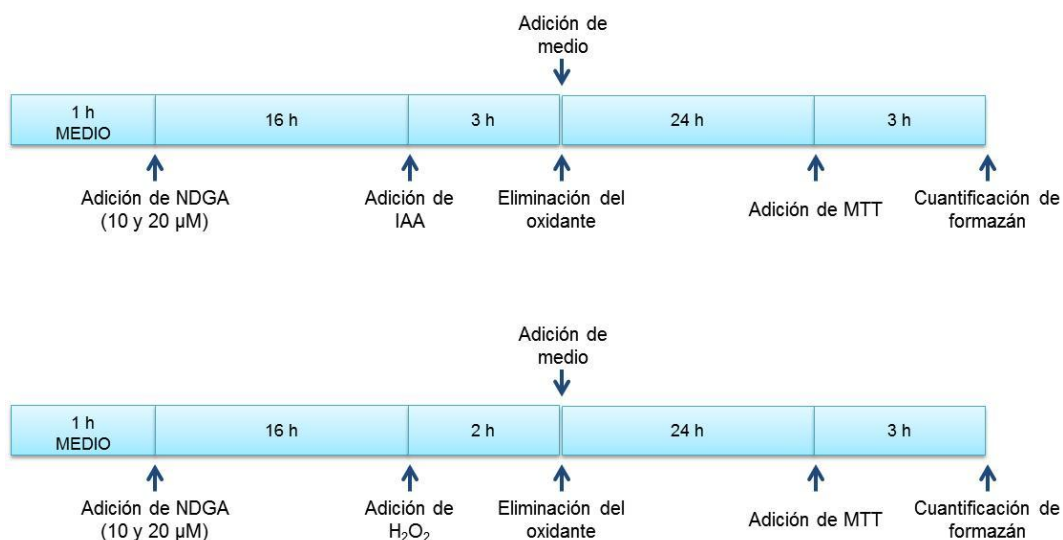 Adición de
medio
1 h
MEDIO
16 h
3 h
24 h
3 h
Adición de NDGA
(10 y 20 µM)
Adición de
IAA
Eliminación del
oxidante
Adición de MTT
Cuantificación de
formazán
Adición de
medio
1 h
MEDIO
16 h
2 h
24 h
3 h
Adición de NDGA
(10 y 20 µM)
Adición de
H₂O₂
Eliminación del
oxidante
Adición de MTT
Cuantificación de
formazán